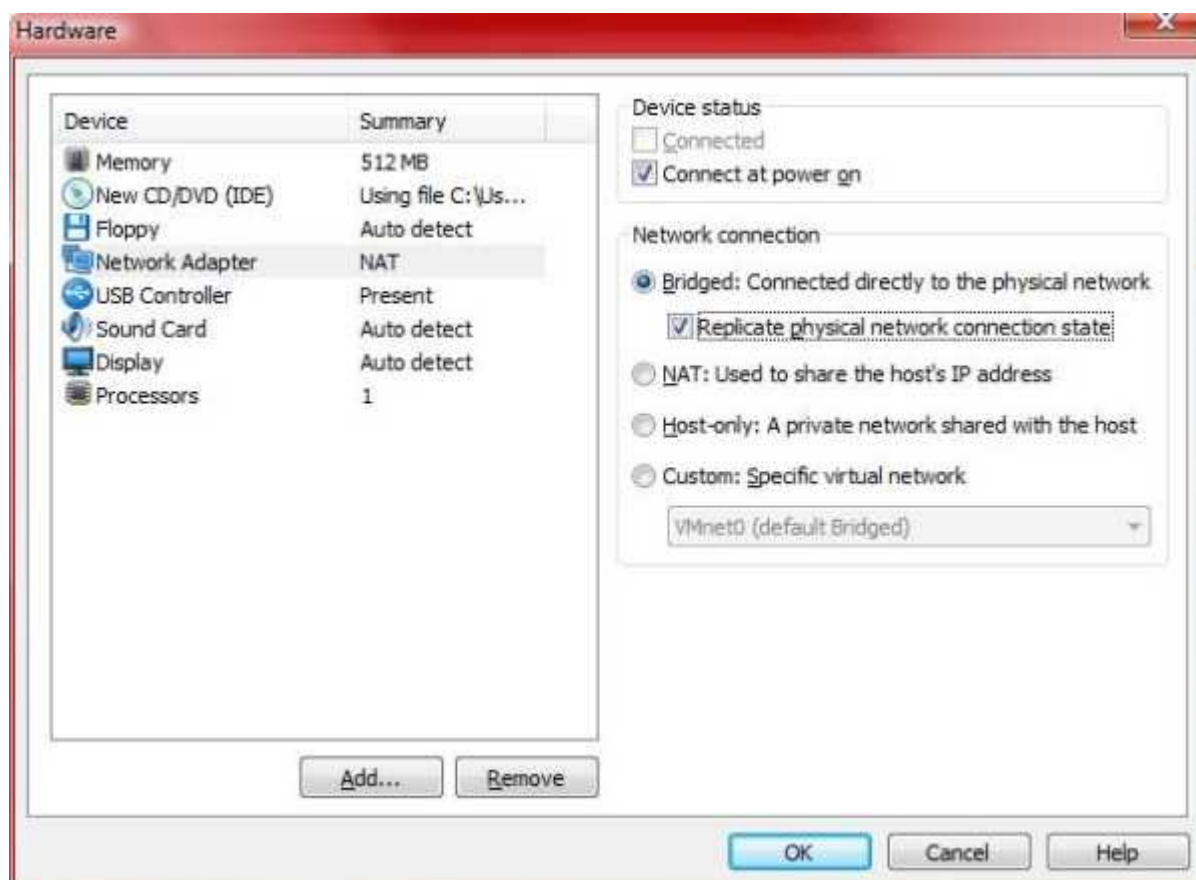 Hardware
Device Summary
Memory 512 MB
New CD/DVD (IDE) Using file C:\Us...
Floppy Auto detect
Network Adapter NAT
USB Controller Present
Sound Card Auto detect
Display Auto detect
Processors 1
Add... Remove
Device status
Connected
Connect at power on
Network connection
Bridged: Connected directly to the physical network
Replicate physical network connection state
NAT: Used to share the host's IP address
Host-only: A private network shared with the host
Custom: Specific virtual network
VMnet0 (default Bridged)
OK Cancel Help